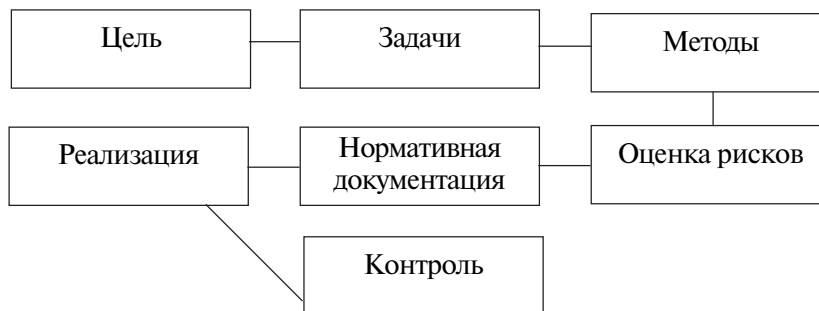 Цель
Задачи
Методы
Реализация
Нормативная
документация
Оценка рисков
Контроль